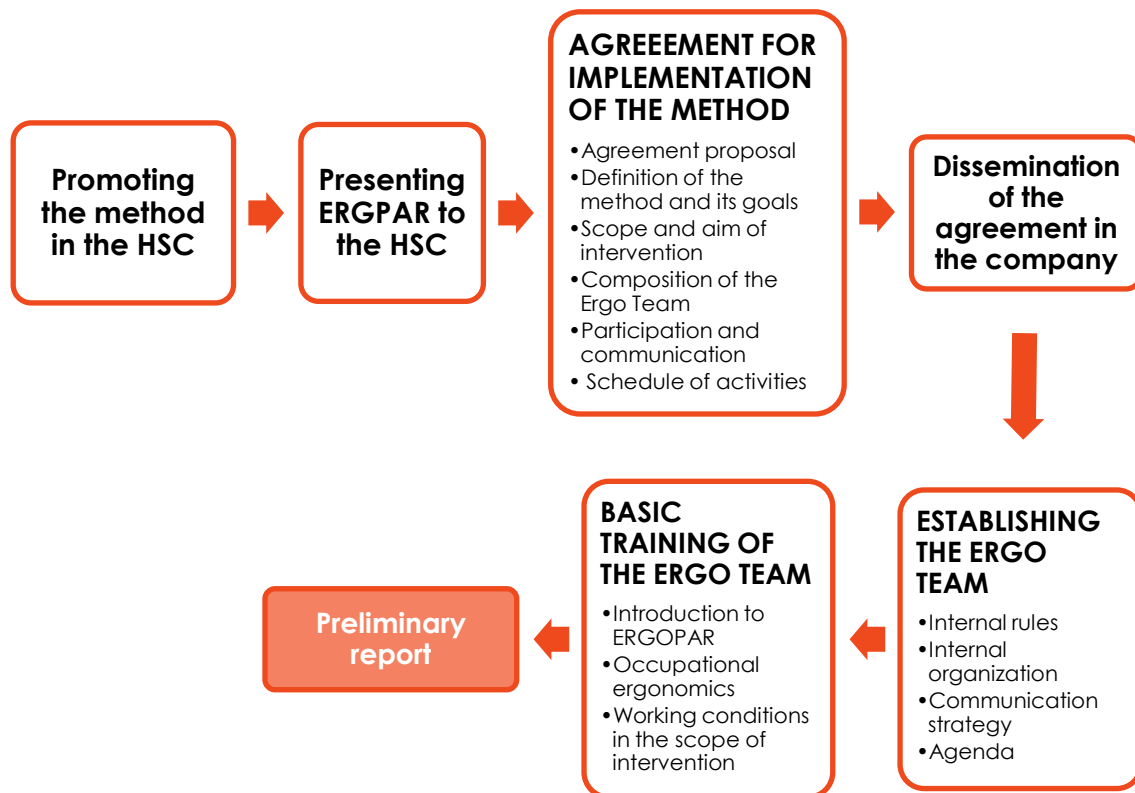 Promoting
the method
in the HSC
Presenting
ERGPAR to
the HSC
AGREEEMENT FOR
IMPLEMENTATION
OF THE METHOD
•Agreement proposal
•Definition of the
method and its goals
•Scope and aim of
intervention
•Composition of the
Ergo Team
•Participation and
communication
• Schedule of activities
Dissemination
of the
agreement in
the company
ESTABLISHING
THE ERGO
TEAM
•Internal rules
•Internal
organization
•Communication
strategy
•Agenda
BASIC
TRAINING OF
THE ERGO TEAM
•Introduction to
ERGOPAR
•Occupational
ergonomics
•Working conditions
in the scope of
intervention
Preliminary
report